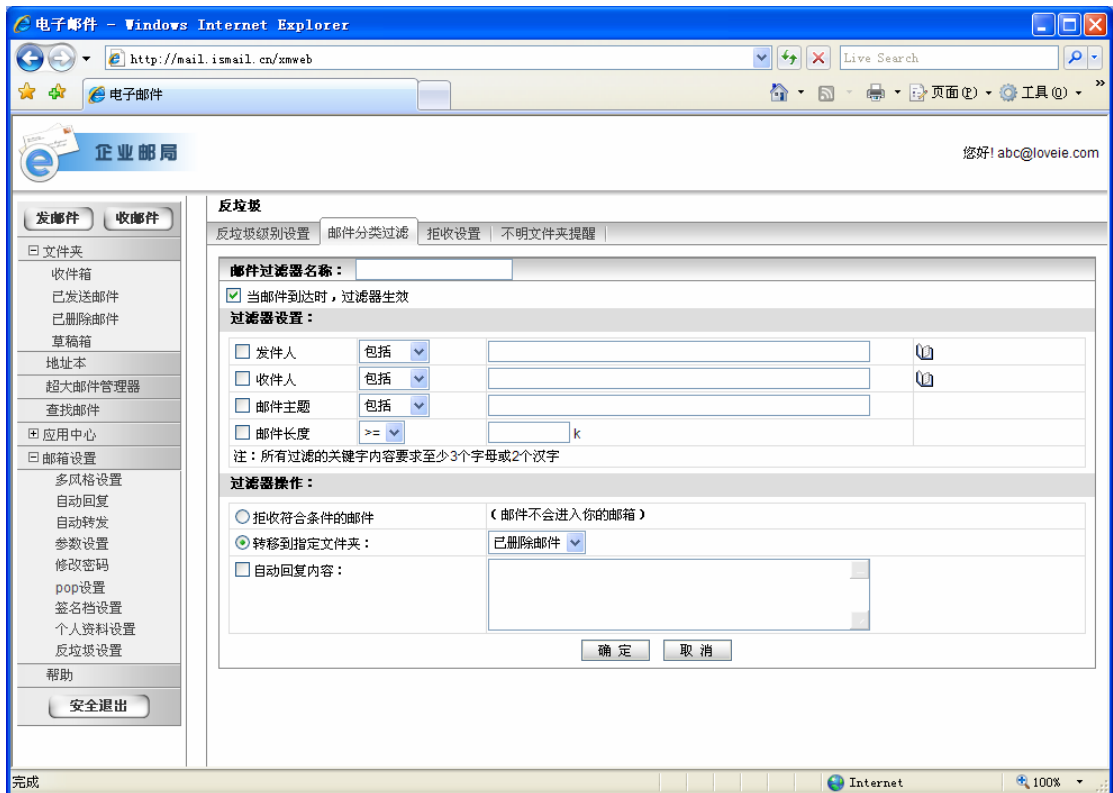 电子邮件 - Windows Internet Explorer
http://mail.ismail.cn/xmweb
Live Search
电子邮件
页面(P) 工具(O) »
企业邮局
您好! abc@loveie.com
发邮件 收邮件
文件夹
收件箱
已发送邮件
已删除邮件
草稿箱
地址本
超大邮件管理器
查找邮件
应用中心
邮箱设置
多风格设置
自动回复
自动转发
参数设置
修改密码
pop设置
签名档设置
个人资料设置
反垃圾设置
帮助
安全退出
反垃圾
反垃圾级别设置 邮件分类过滤 拒收设置 不明文件夹提醒
邮件过滤器名称：
当邮件到达时，过滤器生效
过滤器设置：
发件人 包括
收件人 包括
邮件主题 包括
邮件长度 >= k
注：所有过滤的关键字内容要求至少3个字母或2个汉字
过滤器操作：
拒收符合条件的邮件 （邮件不会进入你的邮箱）
转移到指定文件夹： 已删除邮件
自动回复内容：
确 定 取 消
完成 Internet 100%